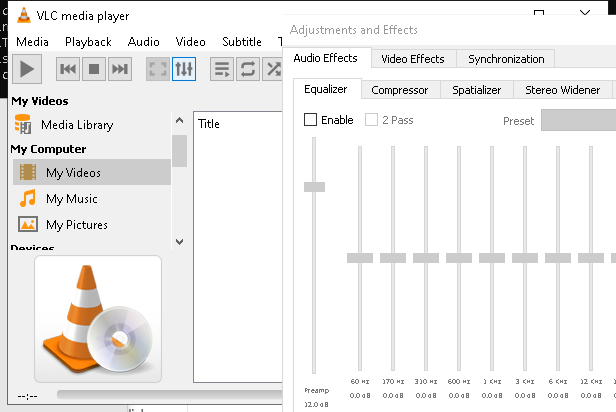 VLC media player
Media Playback Audio Video Subtitle
My Videos
Media Library
My Computer
My Videos
My Music
My Pictures
Devices
--:--
Title
Adjustments and Effects
Audio Effects Video Effects Synchronization
Equalizer Compressor Spatializer Stereo Widener
Enable 2 Pass Preset
60 Hz 170 Hz 310 Hz 600 Hz 1 KHz 3 KHz 6 KHz 12 KHz
Preamp
0.0 dB 0.0 dB 0.0 dB 0.0 dB 0.0 dB 0.0 dB 0.0 dB 0.0 dB
12.0 dB